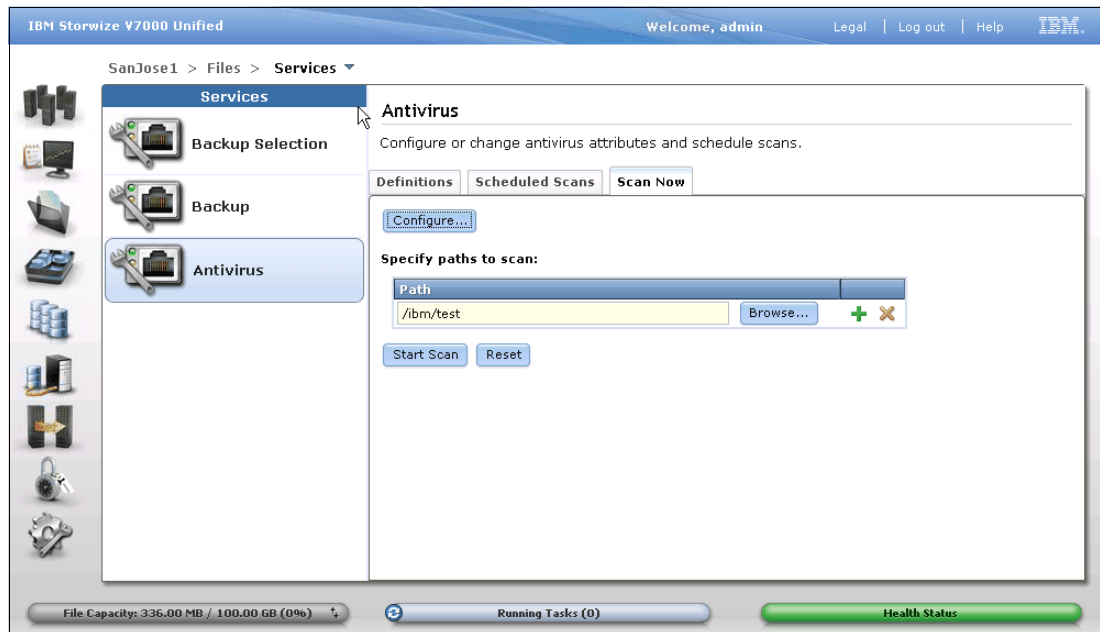 IBM Storwize V7000 Unified
Welcome, admin
Legal | Log out | Help
IBM.
SanJose1 > Files > Services
Services
Backup Selection
Backup
Antivirus
Antivirus
Configure or change antivirus attributes and schedule scans.
Definitions
Scheduled Scans
Scan Now
Configure...
Specify paths to scan:
Path
/ibm/test
Browse...
Start Scan
Reset
File Capacity: 336.00 MB / 100.00 GB (0%)
Running Tasks (0)
Health Status